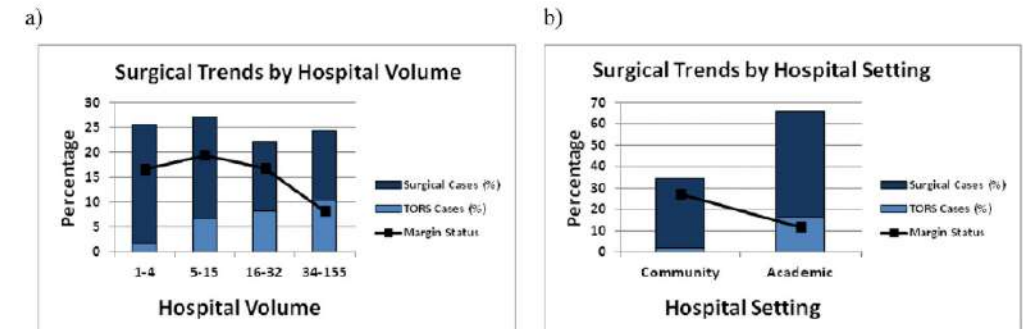 a)
b)
Surgical Trends by Hospital Volume
30
25
20
15
10
5
0
Percentage
1-4 5-15 16-32 34-155
Hospital Volume
Surgical Cases (%)
TORS Cases (%)
Margin Status
Surgical Trends by Hospital Setting
70
60
50
40
30
20
10
0
Percentage
Community Academic
Hospital Setting
Surgical Cases (%)
TORS Cases (%)
Margin Status